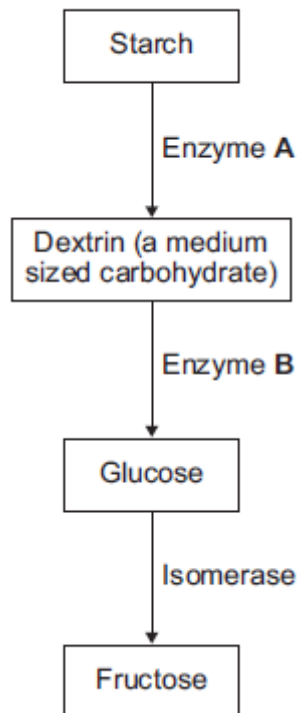 Starch
Enzyme A
Dextrin (a medium
sized carbohydrate)
Enzyme B
Glucose
Isomerase
Fructose